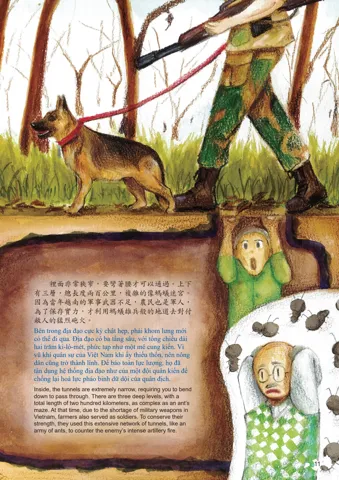 裡面非常狹窄,要彎著腰才可以通過。上下
有三層,總長度兩百公里,複雜的像螞蟻迷宮。
因為當年越南的軍事武器不足,農民也是軍人,
為了保存實力,才利用螞蟻雄兵般的地道去對付
敵人的猛烈砲火。
Bên trong địa đạo cực kỳ chật hẹp, phải khom lưng mới
có thể đi qua. Địa đạo có ba tầng sâu, với tổng chiều dài
hai trăm ki-lô-mét, phức tạp như một mê cung kiến. Vì
vũ khí quân sự của Việt Nam khi ấy thiếu thốn, nên nông
dân cũng trở thành lính. Để bảo toàn lực lượng, họ đã
tận dụng hệ thống địa đạo như của một đội quân kiến để
chống lại hoả lực pháo binh dữ dội của quân địch.
Inside, the tunnels are extremely narrow, requiring you to bend
down to pass through. There are three deep levels, with a
total length of two hundred kilometers, as complex as an ant's
maze. At that time, due to the shortage of military weapons in
Vietnam, farmers also served as soldiers. To conserve their
strength, they used this extensive network of tunnels, like an
army of ants, to counter the enemy's intense artillery fire.
11